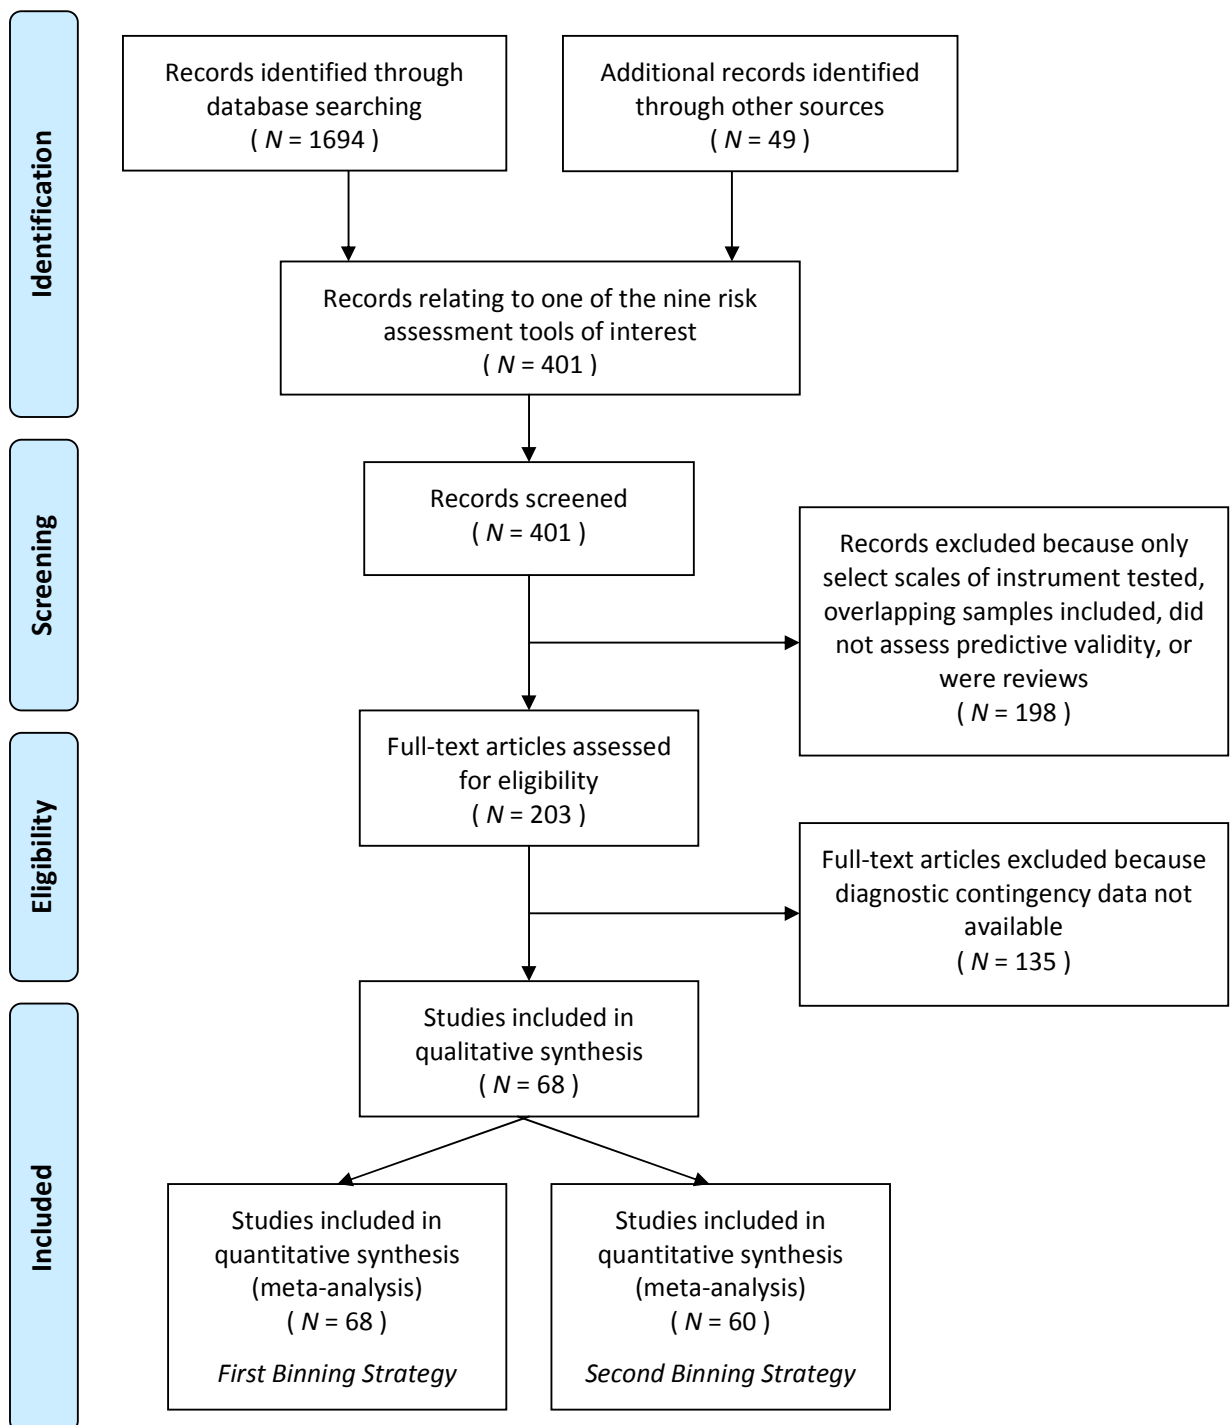 Identification
Records identified through
database searching
( N = 1694 )
Additional records identified
through other sources
( N = 49 )
Records relating to one of the nine risk
assessment tools of interest
( N = 401 )
Screening
Records screened
( N = 401 )
Records excluded because only
select scales of instrument tested,
overlapping samples included, did
not assess predictive validity, or
were reviews
( N = 198 )
Eligibility
Full-text articles assessed
for eligibility
( N = 203 )
Full-text articles excluded because
diagnostic contingency data not
available
( N = 135 )
Included
Studies included in
qualitative synthesis
( N = 68 )
Studies included in
quantitative synthesis
(meta-analysis)
( N = 68 )
First Binning Strategy
Studies included in
quantitative synthesis
(meta-analysis)
( N = 60 )
Second Binning Strategy